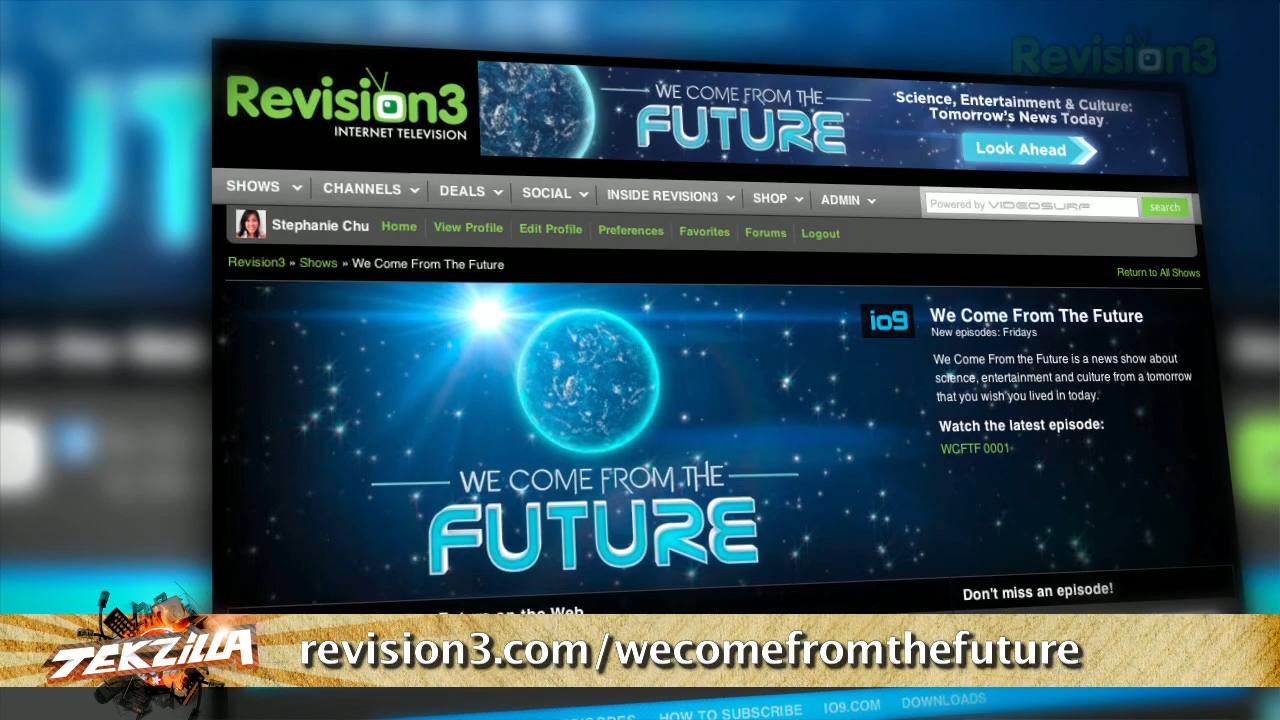 Revision3
Revision3
INTERNET TELEVISION
WE COME FROM THE
FUTURE
Science, Entertainment & Culture:
Tomorrow's News Today
Look Ahead
SHOWS CHANNELS DEALS SOCIAL INSIDE REVISION3 SHOP ADMIN
Powered by VIDEOSURF search
Stephanie Chu Home View Profile Edit Profile Preferences Favorites Forums Logout
Revision3 » Shows » We Come From The Future
Return to All Shows
io9
We Come From The Future
New episodes: Fridays
We Come From the Future is a news show about
science, entertainment and culture from a tomorrow
that you wish you lived in today.
Watch the latest episode:
WCFTF 0001
WE COME FROM THE
FUTURE
Don't miss an episode!
on the Web
TEKZILLA
revision3.com/wecomefromthefuture
HOW TO SUBSCRIBE IO9.COM DOWNLOADS